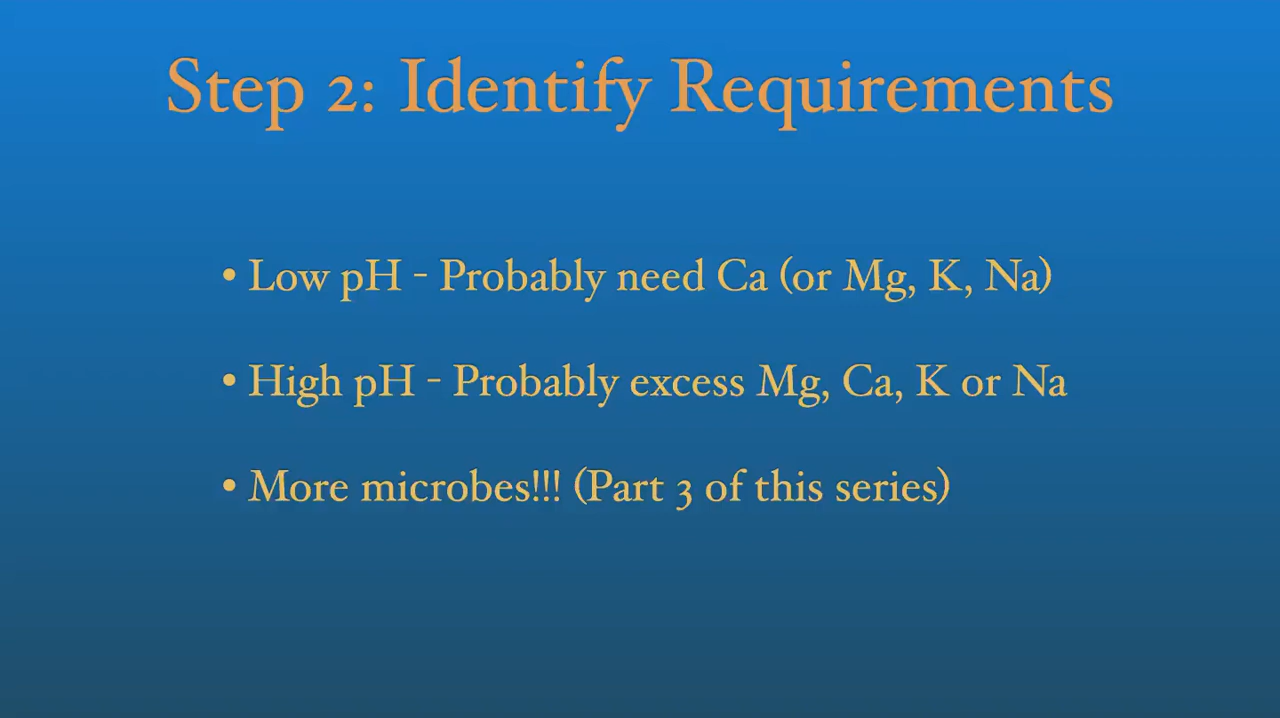 Step 2: Identify Requirements
• Low pH - Probably need Ca (or Mg, K, Na)
• High pH - Probably excess Mg, Ca, K or Na
• More microbes!!! (Part 3 of this series)